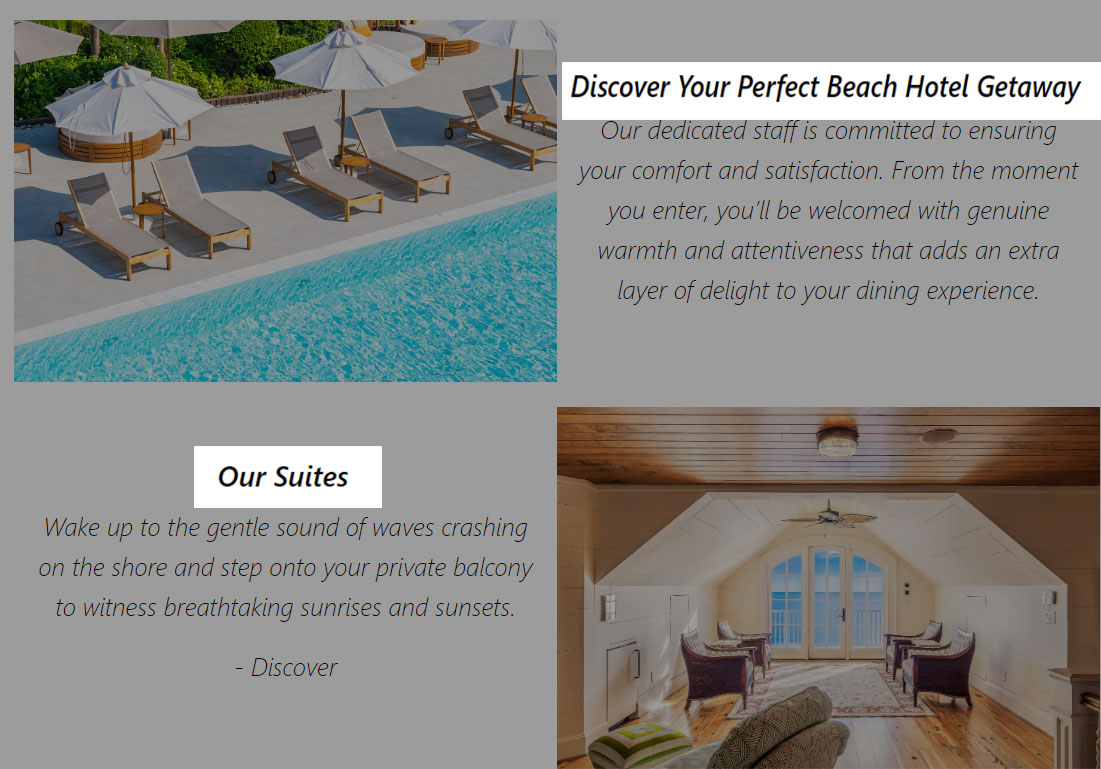 Discover Your Perfect Beach Hotel Getaway
Our dedicated staff is committed to ensuring
your comfort and satisfaction. From the moment
you enter, you'll be welcomed with genuine
warmth and attentiveness that adds an extra
layer of delight to your dining experience.
Our Suites
Wake up to the gentle sound of waves crashing
on the shore and step onto your private balcony
to witness breathtaking sunrises and sunsets.
- Discover